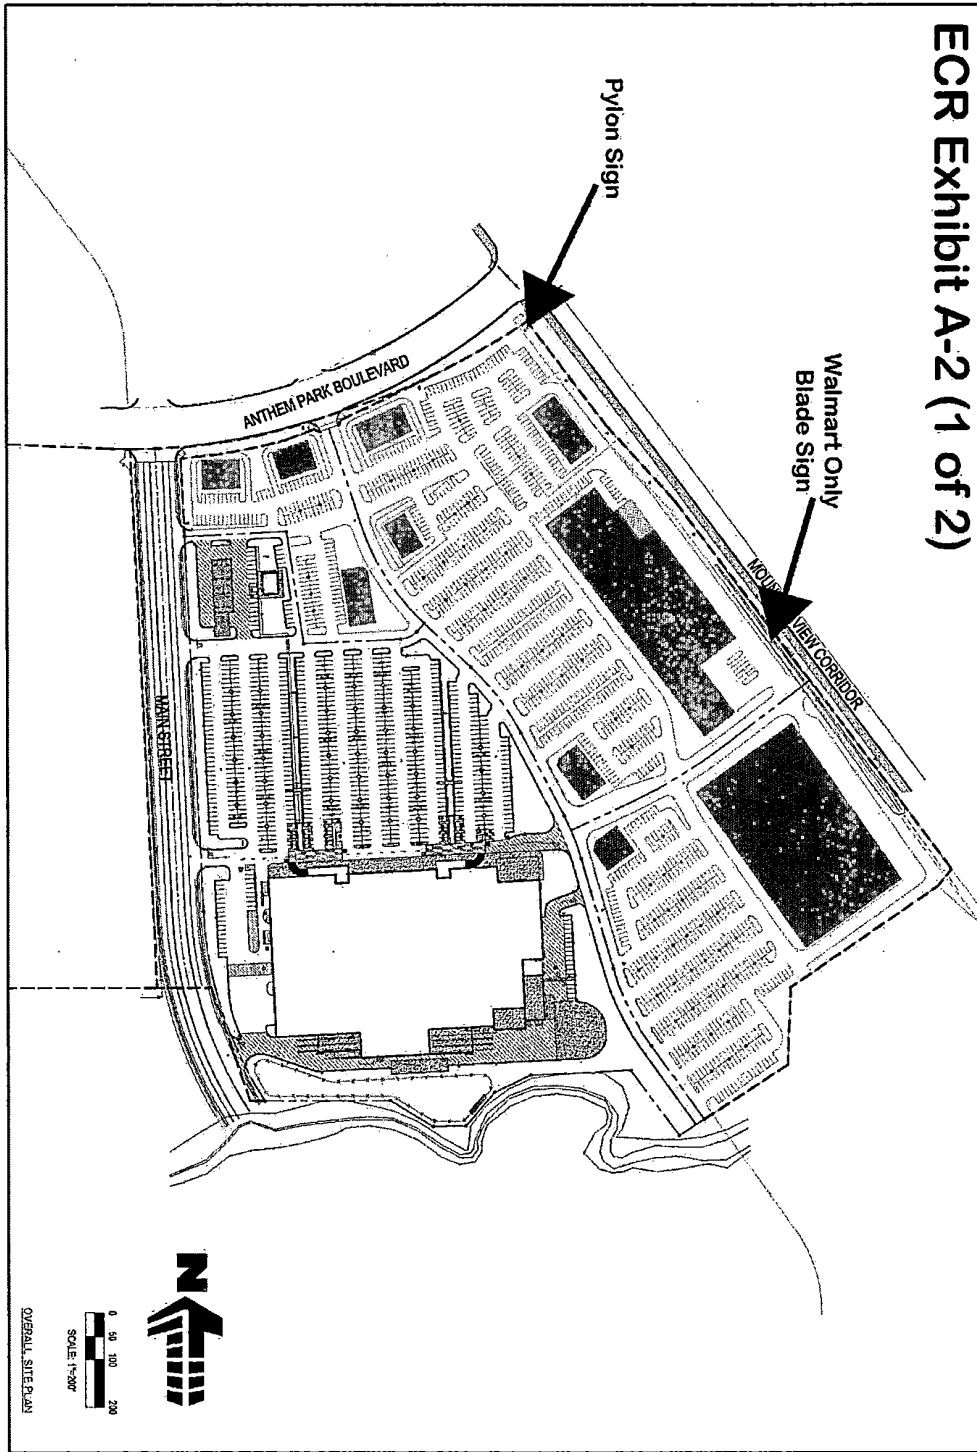 ECR Exhibit A-2 (1 of 2)
Pylon Sign
Walmart Only
Blade Sign
MOU
VIEW CORRIDOR
ANTHEM PARK BOULEVARD
MAIN STREET
N
0 50 100 200
SCALE: 1"=200'
OVERALL SITE PLAN